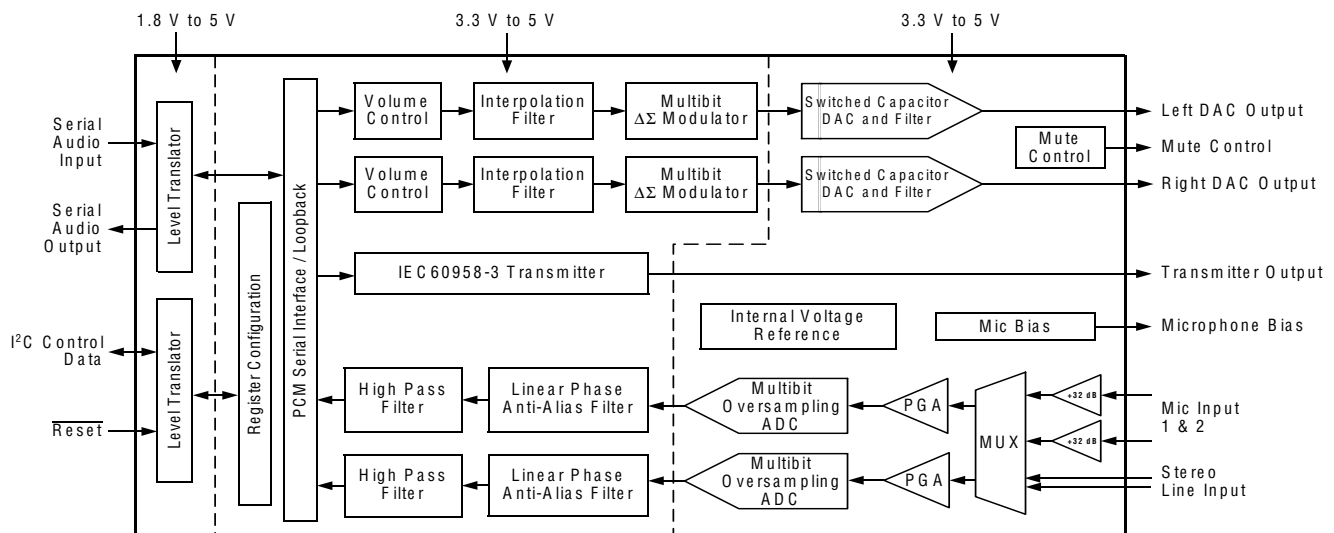 1.8 V to 5 V
3.3 V to 5 V
3.3 V to 5 V
Serial
Audio
Input
Serial
Audio
Output
I²C Control
Data
Reset
Level Translator
Level Translator
Register Configuration
PCM Serial Interface / Loopback
Volume
Control
Interpolation
Filter
Multibit
ΔΣ Modulator
Switched Capacitor
DAC and Filter
Left DAC Output
Mute
Control
Mute Control
Volume
Control
Interpolation
Filter
Multibit
ΔΣ Modulator
Switched Capacitor
DAC and Filter
Right DAC Output
IEC60958-3 Transmitter
Transmitter Output
Internal Voltage
Reference
Mic Bias
Microphone Bias
High Pass
Filter
Linear Phase
Anti-Alias Filter
Multibit
Oversampling
ADC
PGA
MUX
+32 dB
+32 dB
Mic Input
1 & 2
High Pass
Filter
Linear Phase
Anti-Alias Filter
Multibit
Oversampling
ADC
PGA
Stereo
Line Input